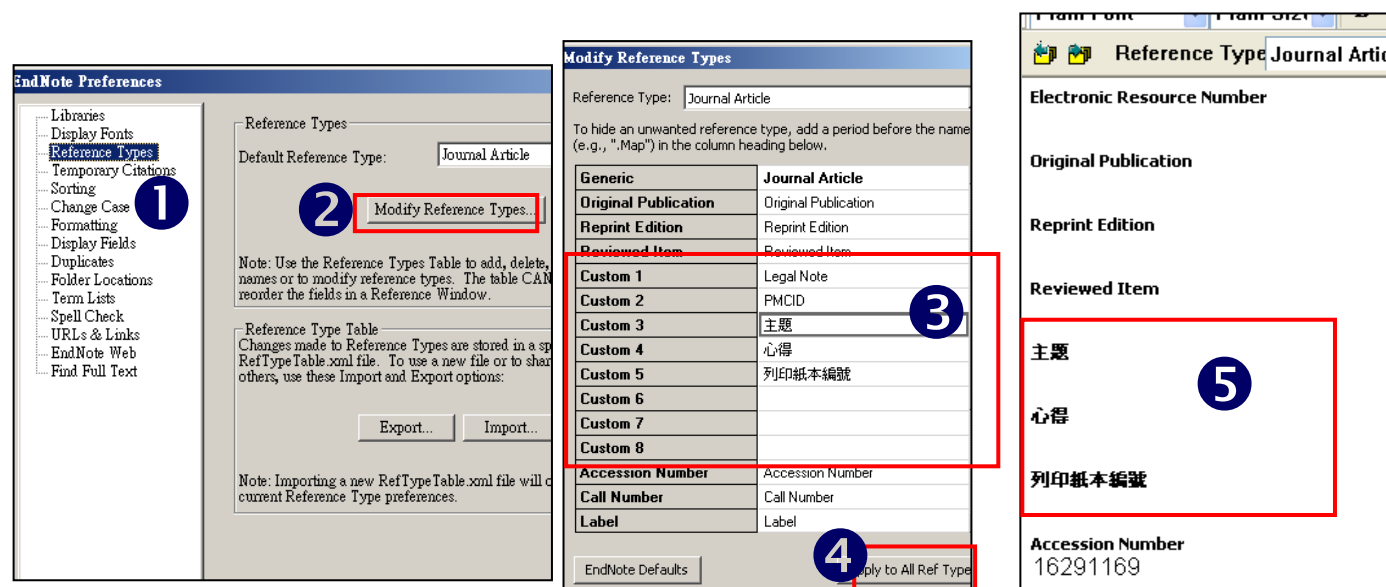 EndNote Preferences
Libraries
Display Fonts
Reference Types
Temporary Citations
Sorting
Change Case
Formatting
Display Fields
Duplicates
Folder Locations
Term Lists
Spell Check
URLs & Links
EndNote Web
Find Full Text
1
Reference Types
Default Reference Type: Journal Article
2
Modify Reference Types...
Note: Use the Reference Types Table to add, delete,
names or to modify reference types. The table CAN
reorder the fields in a Reference Window.
Reference Type Table
Changes made to Reference Types are stored in a sp
RefTypeTable.xml file. To use a new file or to shar
others, use these Import and Export options:
Export... Import...
Note: Importing a new RefTypeTable.xml file will
current Reference Type preferences.
Modify Reference Types
Reference Type: Journal Article
To hide an unwanted reference type, add a period before the name
(e.g., ".Map") in the column heading below.
Generic Journal Article
Original Publication Original Publication
Reprint Edition Reprint Edition
Reviewed Item Reviewed Item
Custom 1 Legal Note
Custom 2 PMCID
Custom 3 主題
Custom 4 心得
Custom 5 列印紙本編號
Custom 6
Custom 7
Custom 8
3
Accession Number Accession Number
Call Number Call Number
Label Label
4
EndNote Defaults ply to All Ref Type
Plain Font Plain Size
Reference Type Journal Artic
Electronic Resource Number
Original Publication
Reprint Edition
Reviewed Item
主題
心得
列印紙本編號
5
Accession Number
16291169